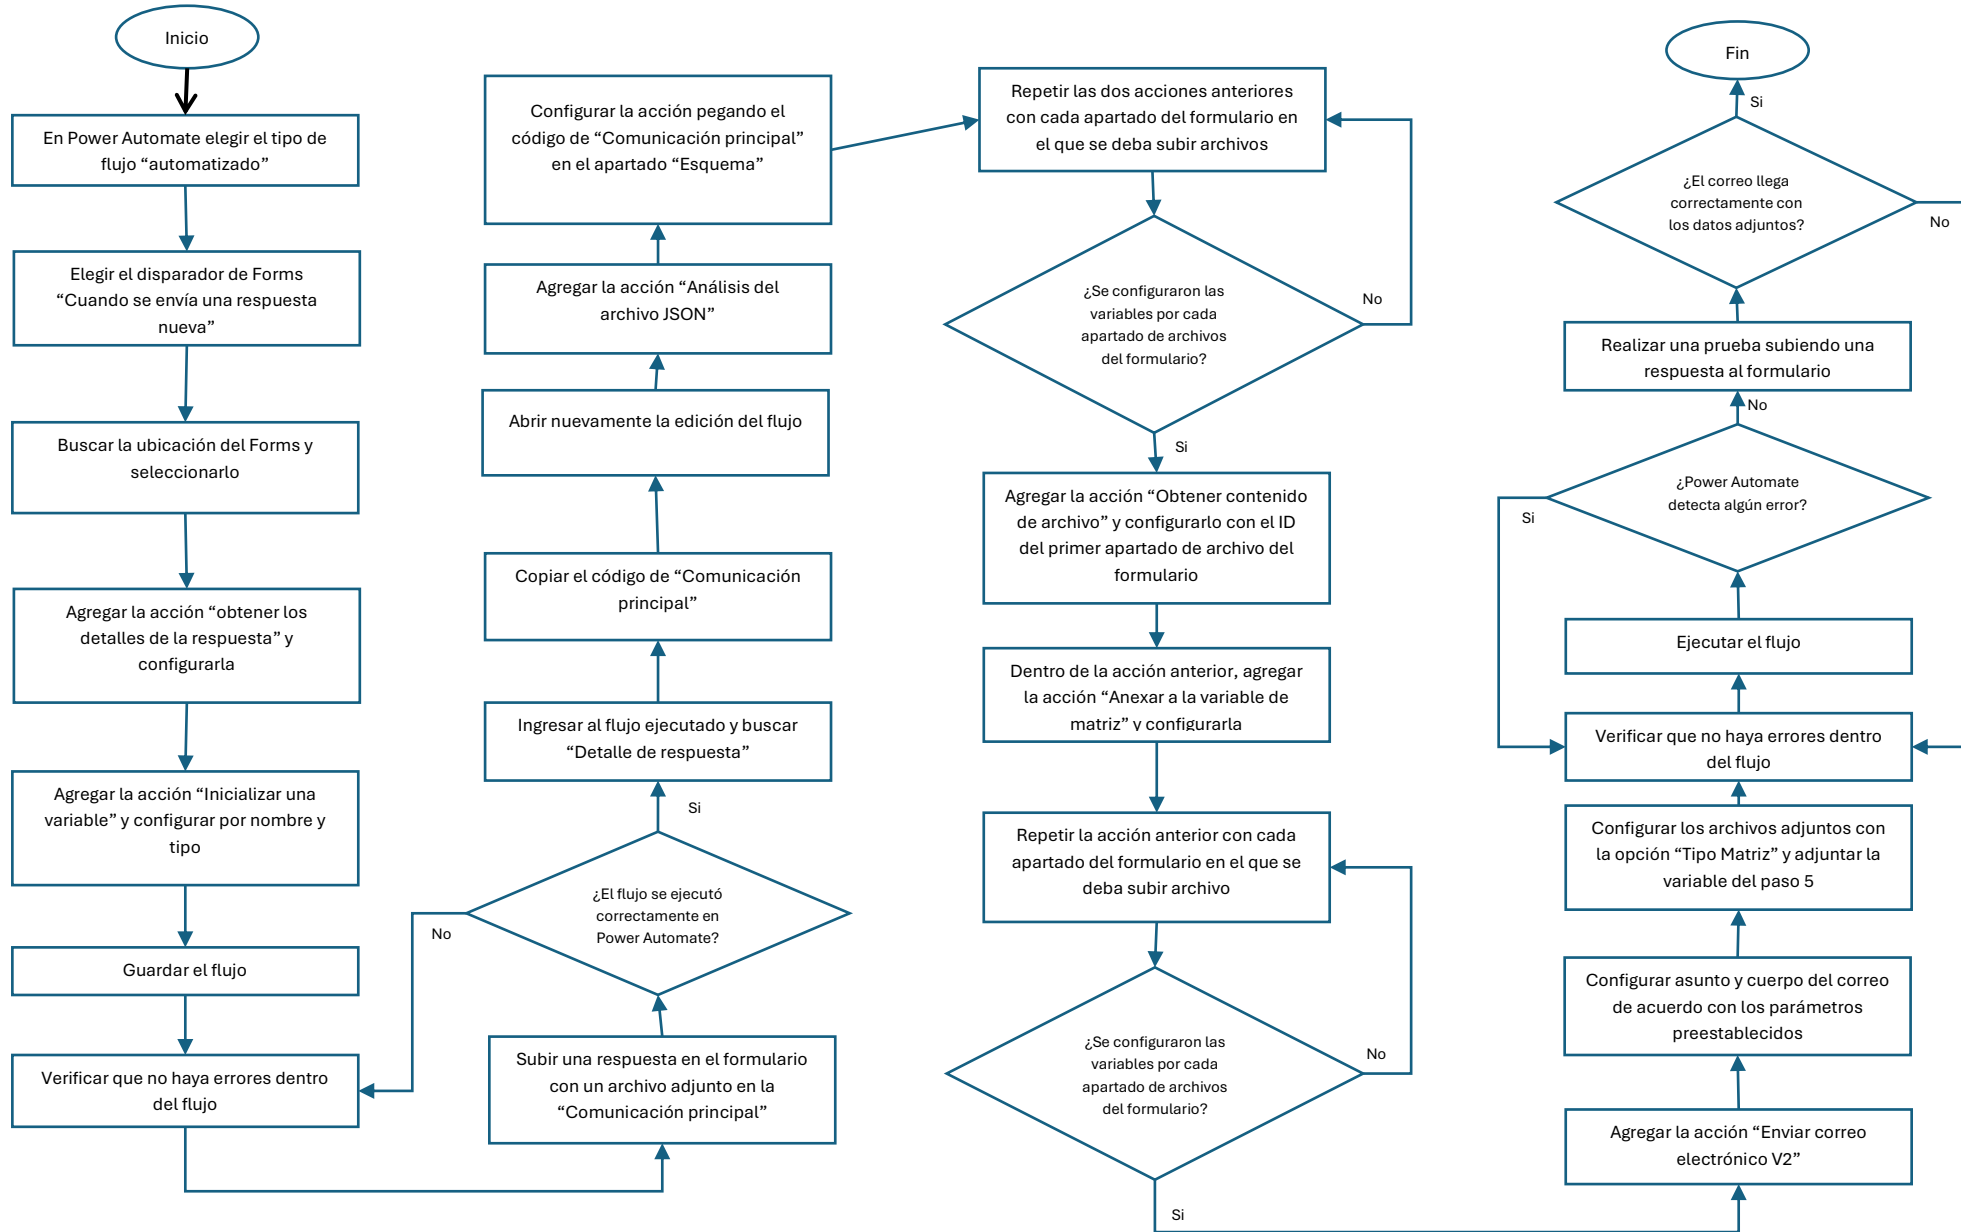 Inicio
En Power Automate elegir el tipo de
flujo “automatizado”
Elegir el disparador de Forms
“Cuando se envía una respuesta
nueva”
Buscar la ubicación del Forms y
seleccionarlo
Agregar la acción “obtener los
detalles de la respuesta” y
configurarla
Agregar la acción “Inicializar una
variable” y configurar por nombre y
tipo
Guardar el flujo
Verificar que no haya errores dentro
del flujo
Subir una respuesta en el formulario
con un archivo adjunto en la
“Comunicación principal”
¿El flujo se ejecutó
correctamente en
Power Automate?
No
Si
Ingresar al flujo ejecutado y buscar
“Detalle de respuesta”
Copiar el código de “Comunicación
principal”
Abrir nuevamente la edición del flujo
Agregar la acción “Análisis del
archivo JSON”
Configurar la acción pegando el
código de “Comunicación principal”
en el apartado “Esquema”
Repetir las dos acciones anteriores
con cada apartado del formulario en
el que se deba subir archivos
¿Se configuraron las
variables por cada
apartado de archivos
del formulario?
No
Si
Agregar la acción “Obtener contenido
de archivo” y configurarlo con el ID
del primer apartado de archivo del
formulario
Dentro de la acción anterior, agregar
la acción “Anexar a la variable de
matriz” y configurarla
Repetir la acción anterior con cada
apartado del formulario en el que se
deba subir archivo
¿Se configuraron las
variables por cada
apartado de archivos
del formulario?
No
Si
Agregar la acción “Enviar correo
electrónico V2”
Configurar asunto y cuerpo del correo
de acuerdo con los parámetros
preestablecidos
Configurar los archivos adjuntos con
la opción “Tipo Matriz” y adjuntar la
variable del paso 5
Verificar que no haya errores dentro
del flujo
Ejecutar el flujo
¿Power Automate
detecta algún error?
Si
No
Realizar una prueba subiendo una
respuesta al formulario
¿El correo llega
correctamente con
los datos adjuntos?
No
Si
Fin